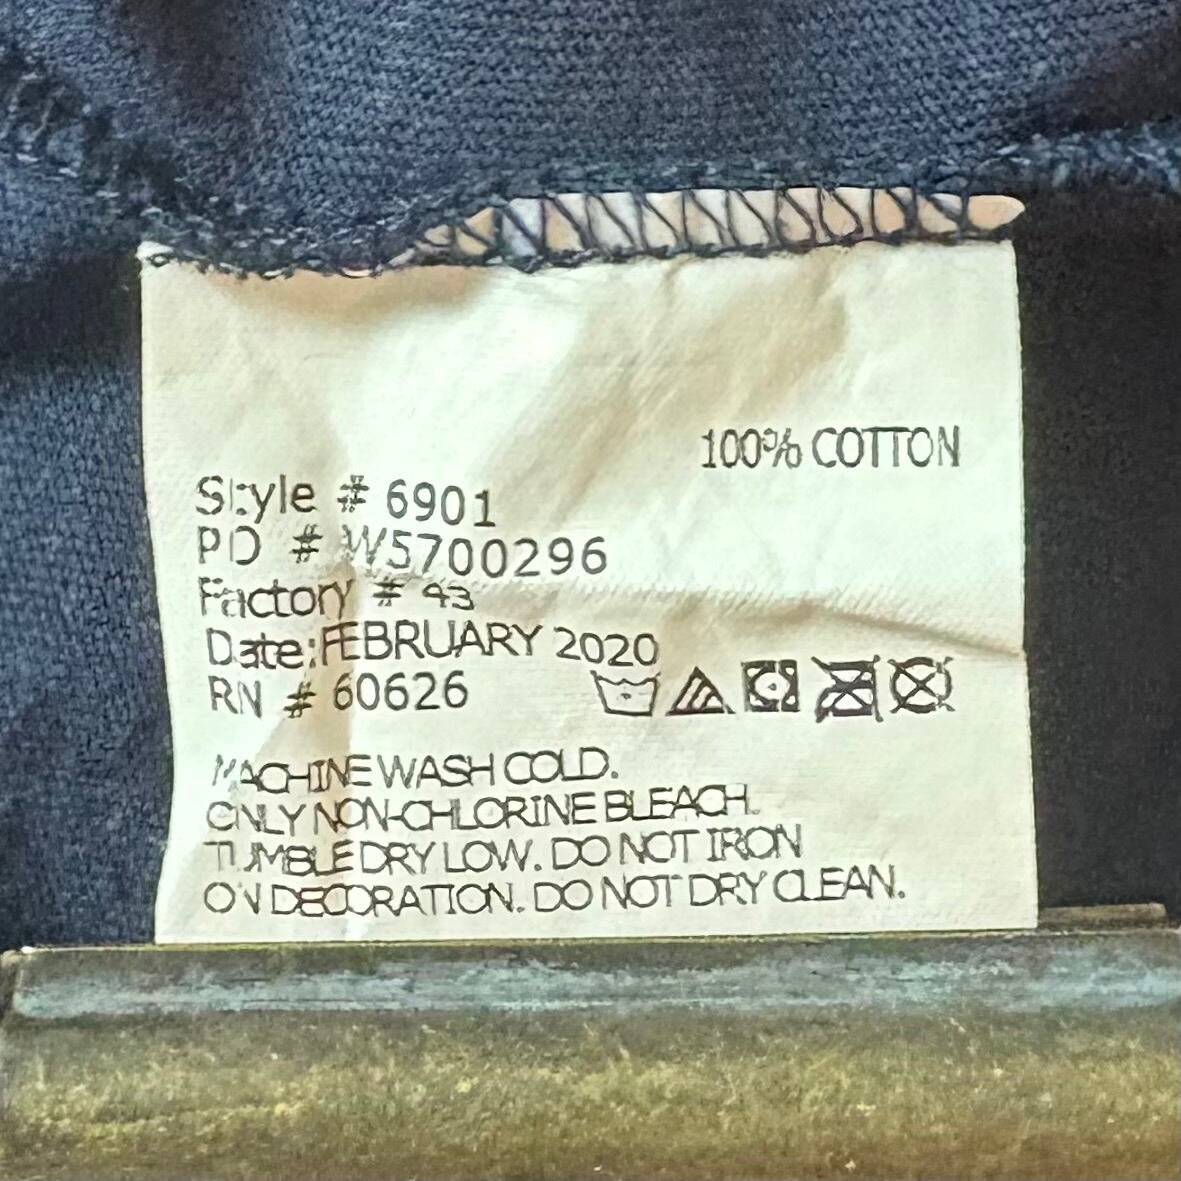 100% COTTON
Style # 6901
PO # W5700296
Factory # 43
Date:FEBRUARY 2020
RN # 60626
MACHINE WASH COLD.
ONLY NON-CHLORINE BLEACH.
TUMBLE DRY LOW. DO NOT IRON
ON DECORATION. DO NOT DRY CLEAN.